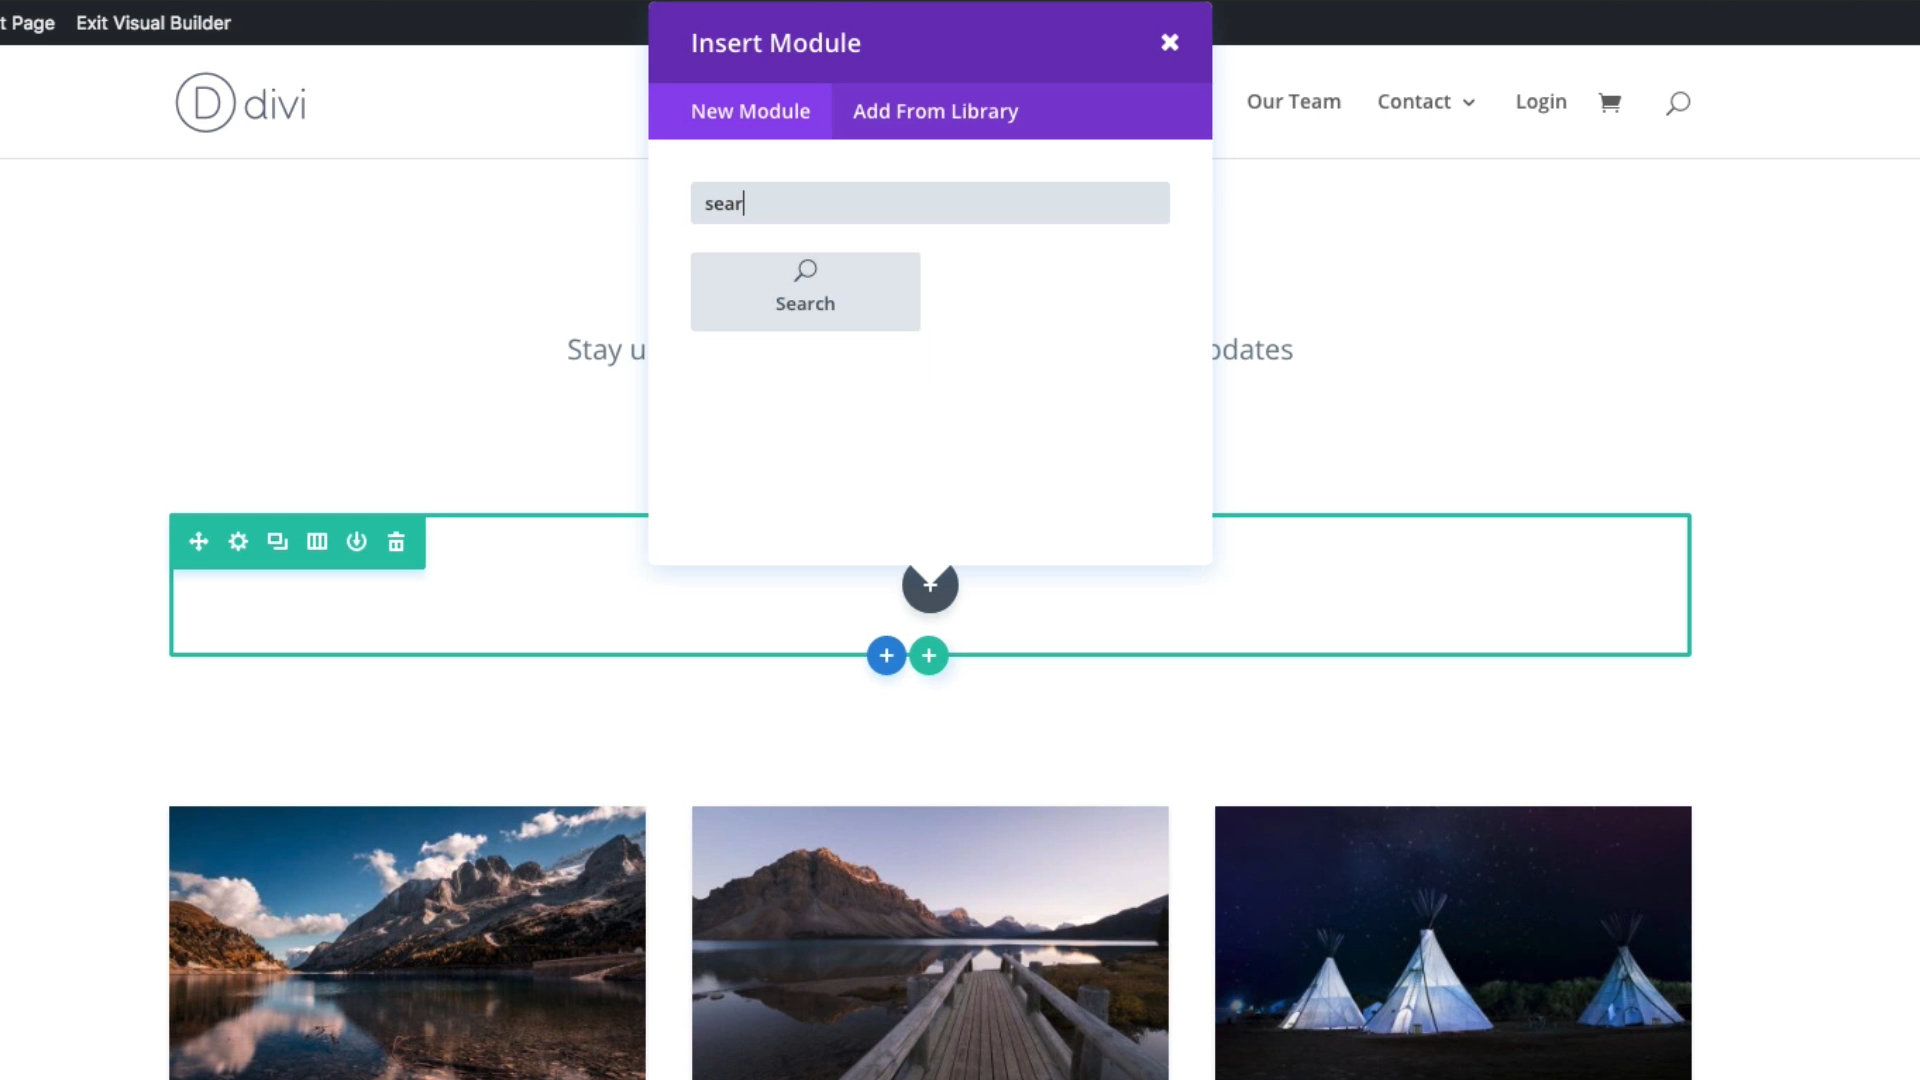 t Page Exit Visual Builder
Insert Module
D divi
Our Team Contact Login
New Module Add From Library
sear
Search
Stay u
pdates